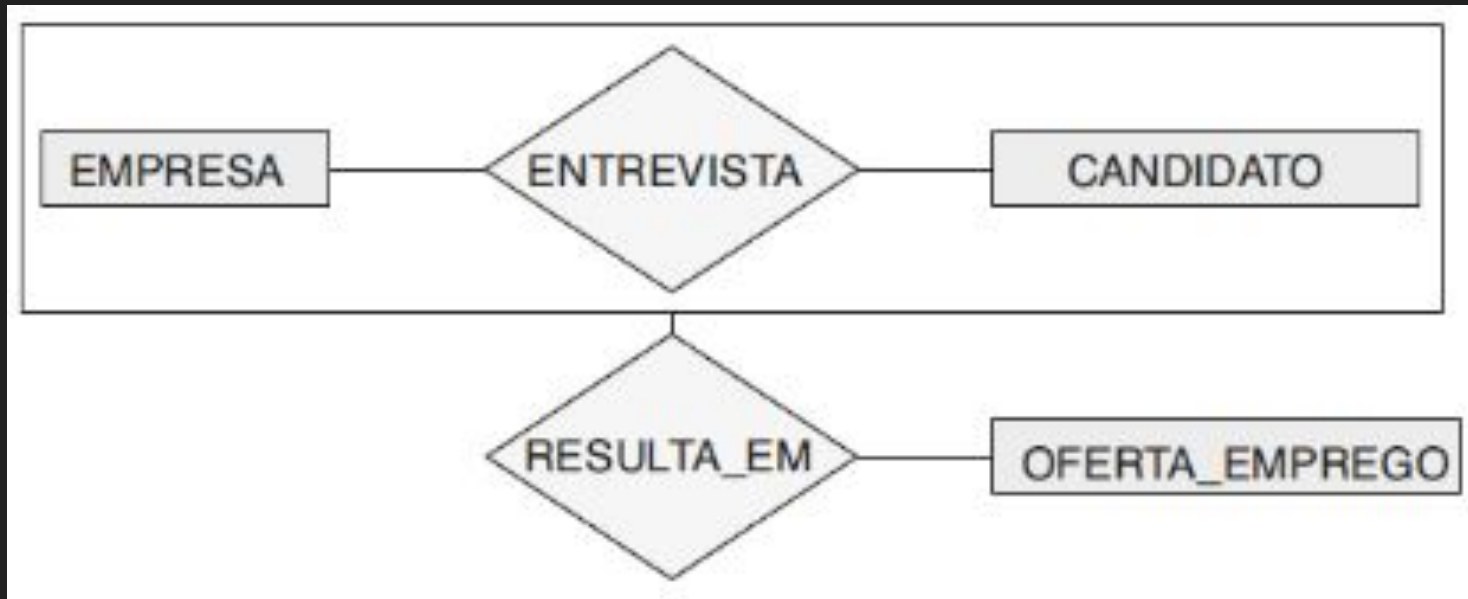 EMPRESA
ENTREVISTA
CANDIDATO
RESULTA_EM
OFERTA_EMPREGO